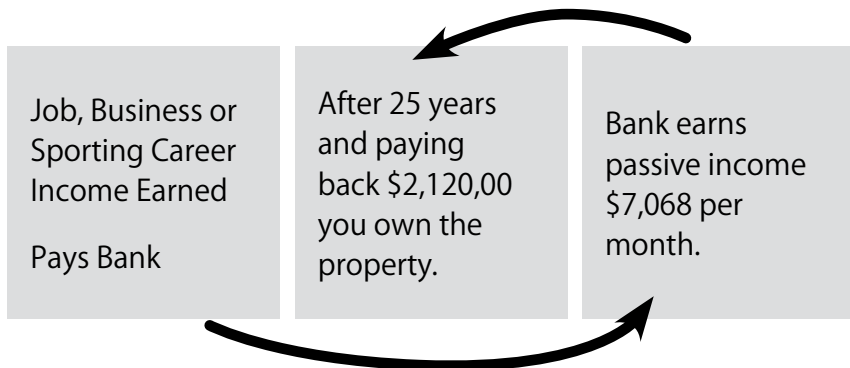 Job, Business or
Sporting Career
Income Earned
Pays Bank
After 25 years
and paying
back $2,120,00
you own the
property.
Bank earns
passive income
$7,068 per
month.